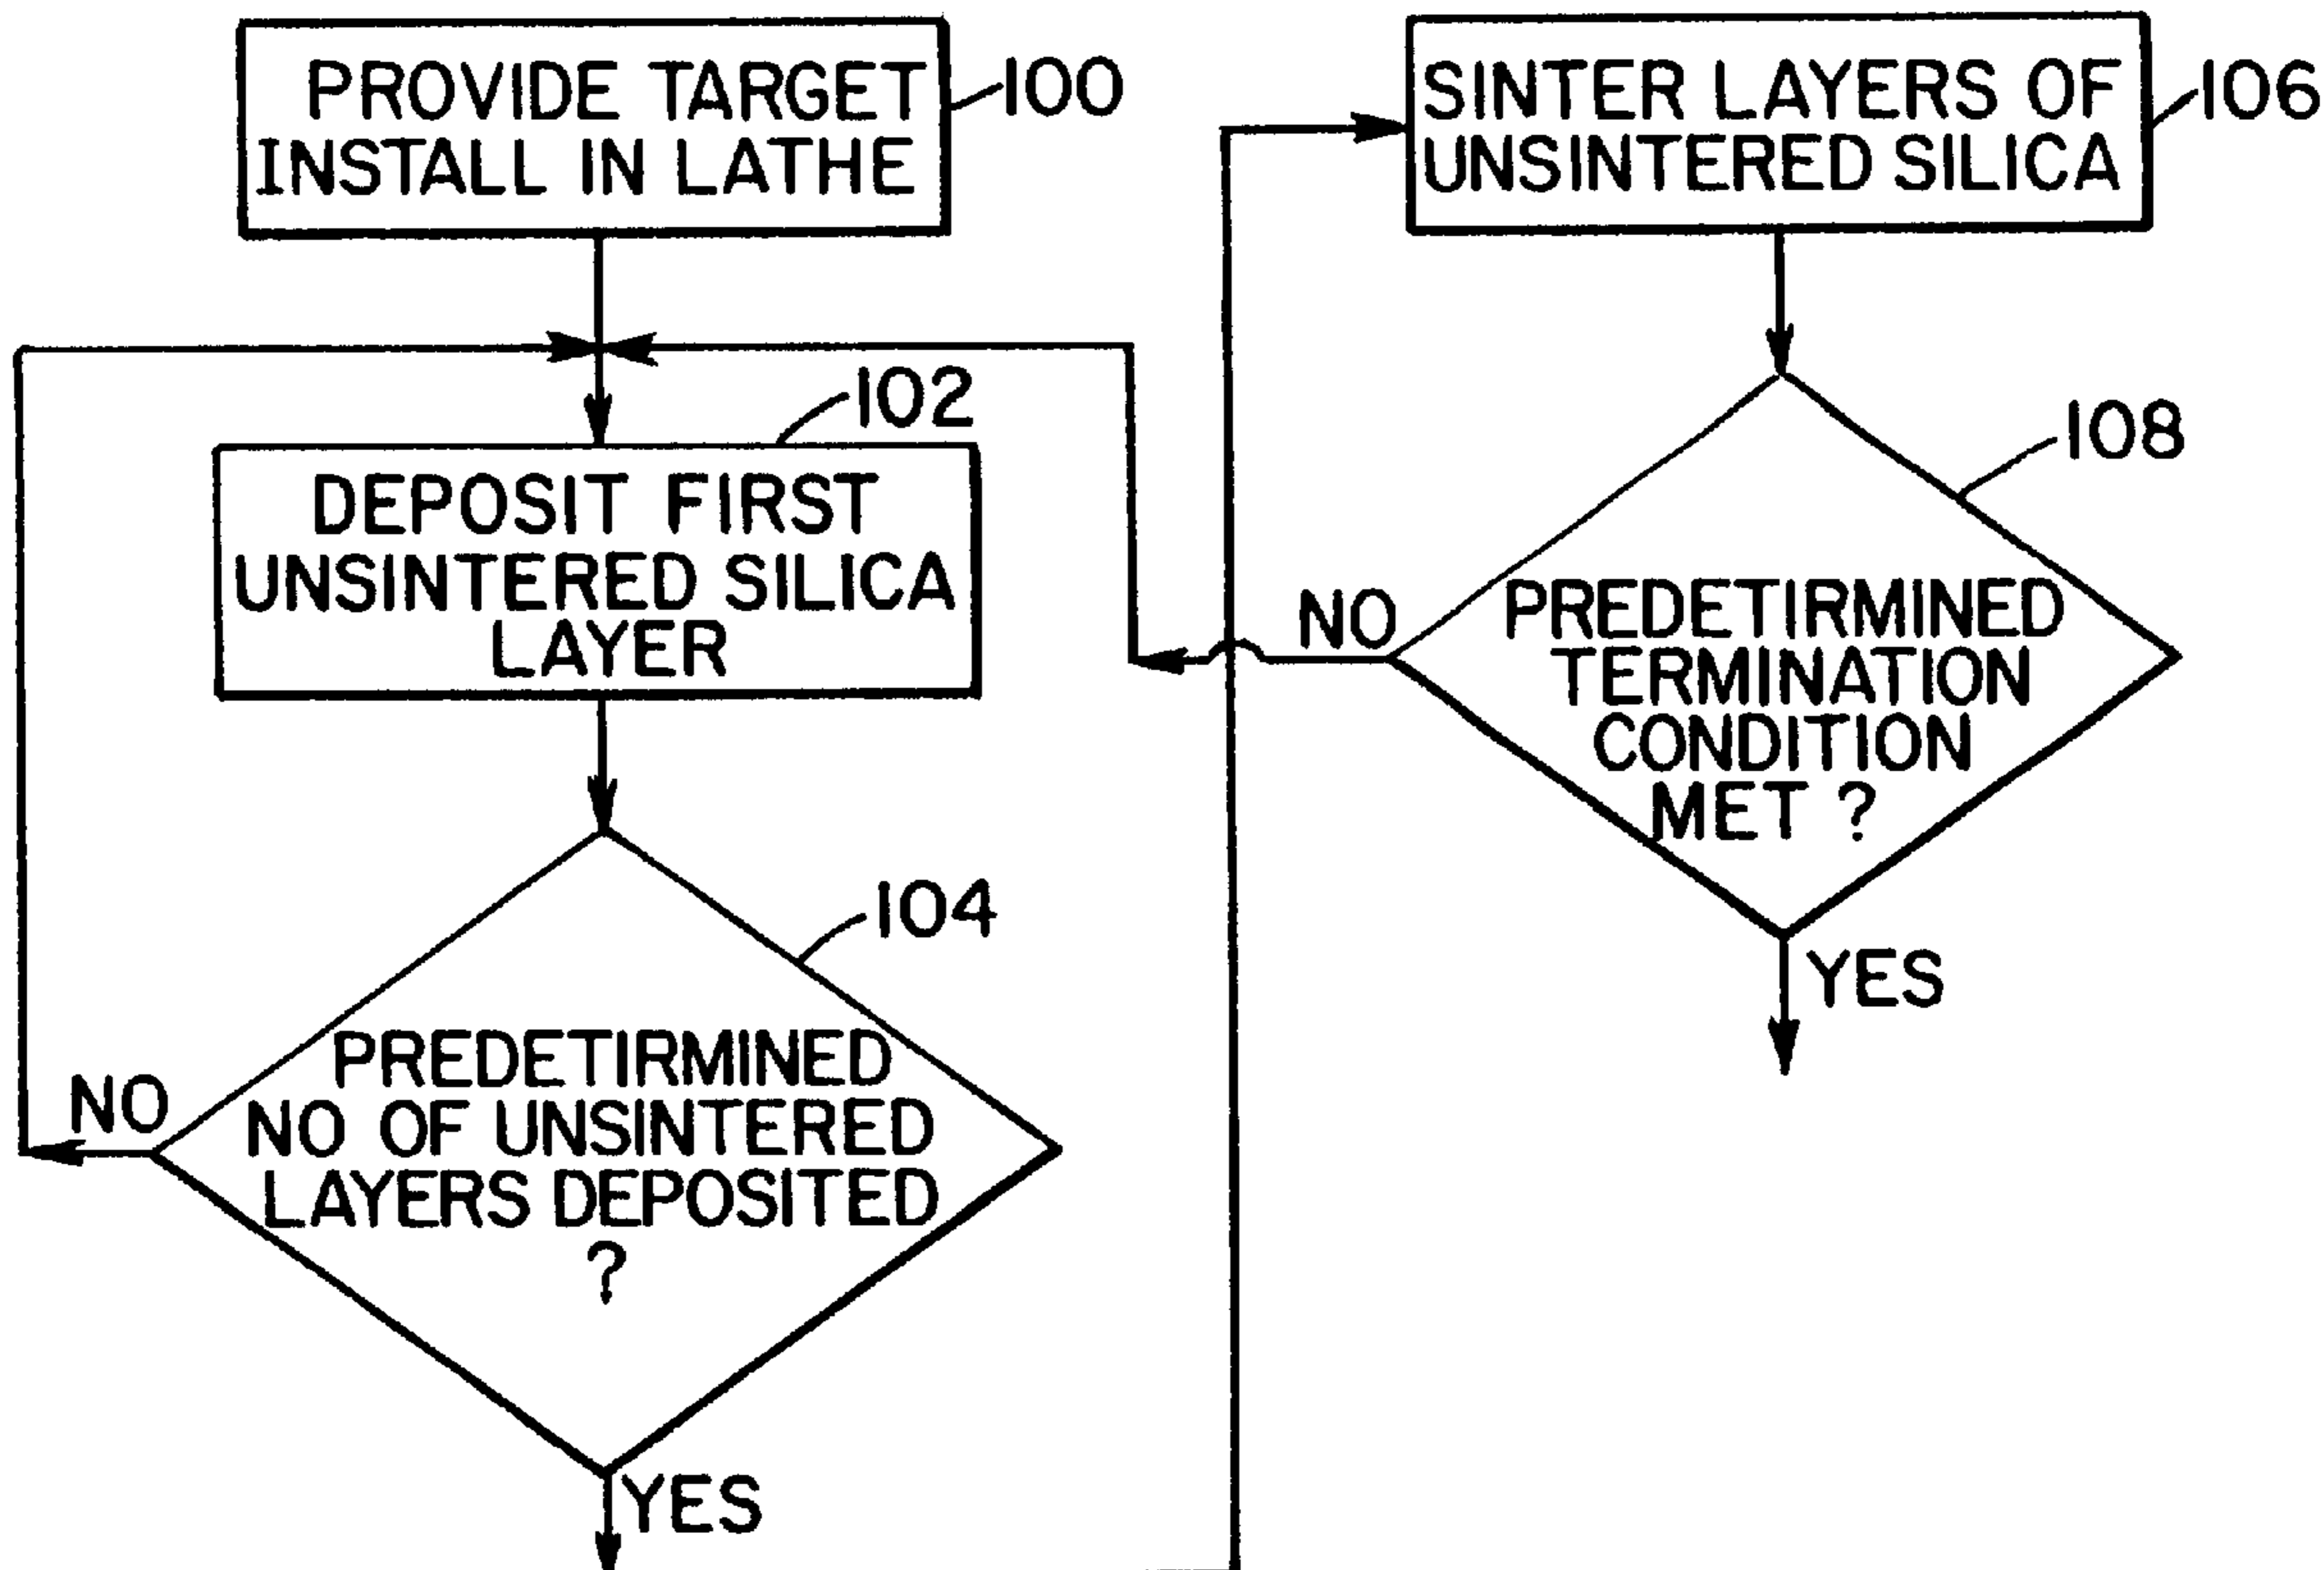 PROVIDE TARGET
INSTALL IN LATHE
100
102
DEPOSIT FIRST
UNSINTERED SILICA
LAYER
104
PREDETIRMINED
NO OF UNSINTERED
LAYERS DEPOSITED
?
NO
YES
SINTER LAYERS OF
UNSINTERED SILICA
106
108
PREDETIRMINED
TERMINATION
CONDITION
MET ?
NO
YES